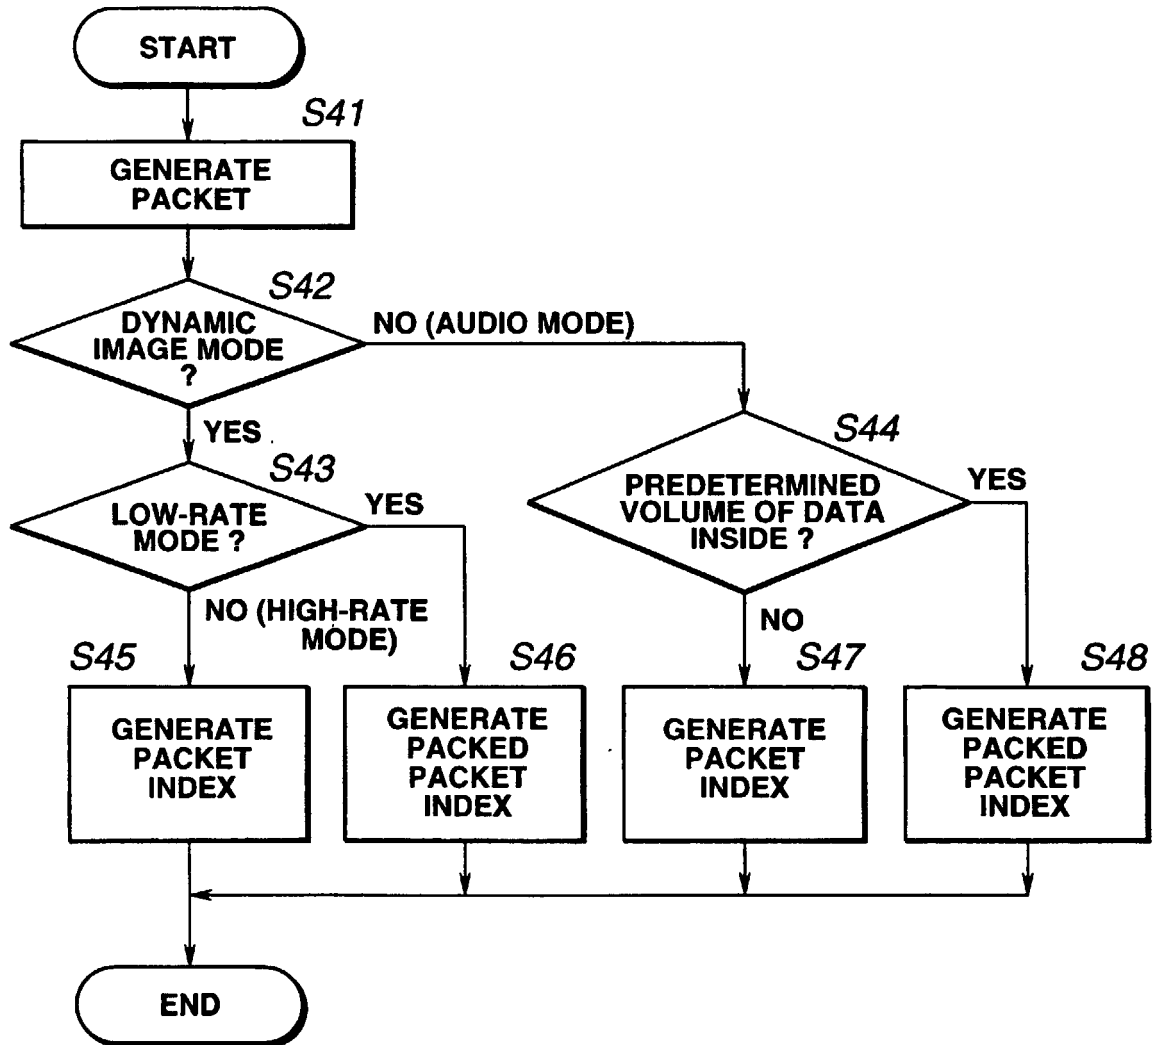 START
S41
GENERATE
PACKET
S42
DYNAMIC
IMAGE MODE
?
NO (AUDIO MODE)
YES
S43
LOW-RATE
MODE ?
YES
S44
PREDETERMINED
VOLUME OF DATA
INSIDE ?
YES
NO (HIGH-RATE
MODE)
NO
S45
GENERATE
PACKET
INDEX
S46
GENERATE
PACKED
PACKET
INDEX
S47
GENERATE
PACKET
INDEX
S48
GENERATE
PACKED
PACKET
INDEX
END